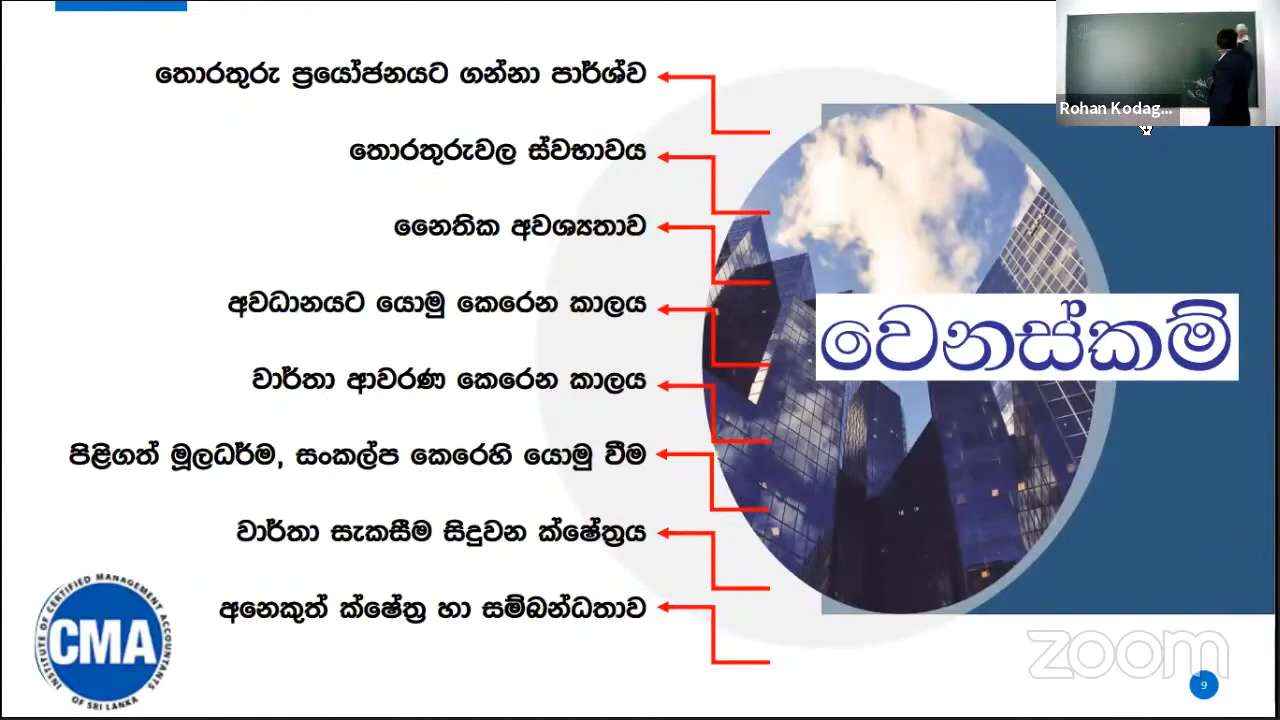 තොරතුරු ප්‍රයෝජනයට ගන්නා පාර්ශ්ව
තොරතුරුවල ස්වභාවය
නෛතික අවශ්‍යතාව
අවධානයට යොමු කෙරෙන කාලය
වාර්තා ආවරණ කෙරෙන කාලය
පිළිගත් මූලධර්ම, සංකල්ප කෙරෙහි යොමු වීම
වාර්තා සැකසීම සිදුවන ක්ෂේත්‍රය
අනෙකුත් ක්ෂේත්‍ර හා සම්බන්ධතාව
වෙනස්කම්
Rohan Kodag...
INSTITUTE OF CERTIFIED MANAGEMENT ACCOUNTANTS
OF SRI LANKA
CMA
zoom
9